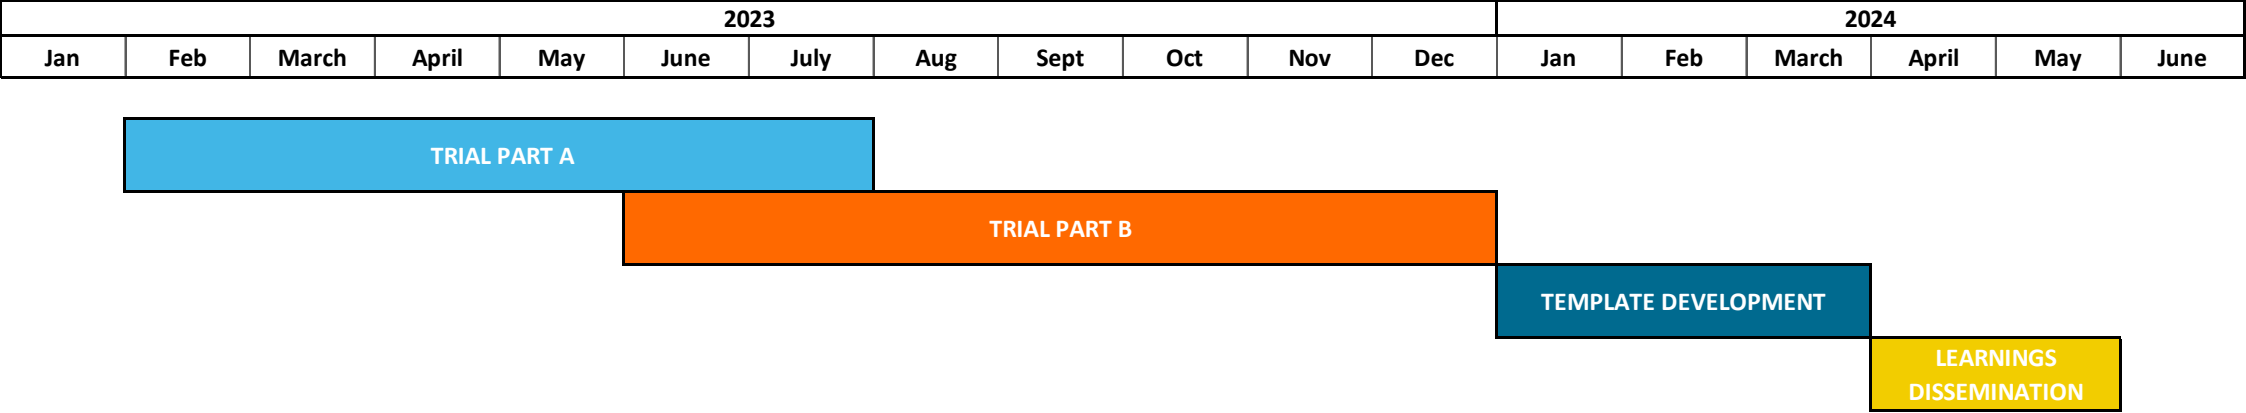 2023 2024
Jan Feb March April May June July Aug Sept Oct Nov Dec Jan Feb March April May June
TRIAL PART A
TRIAL PART B
TEMPLATE DEVELOPMENT
LEARNINGS
DISSEMINATION